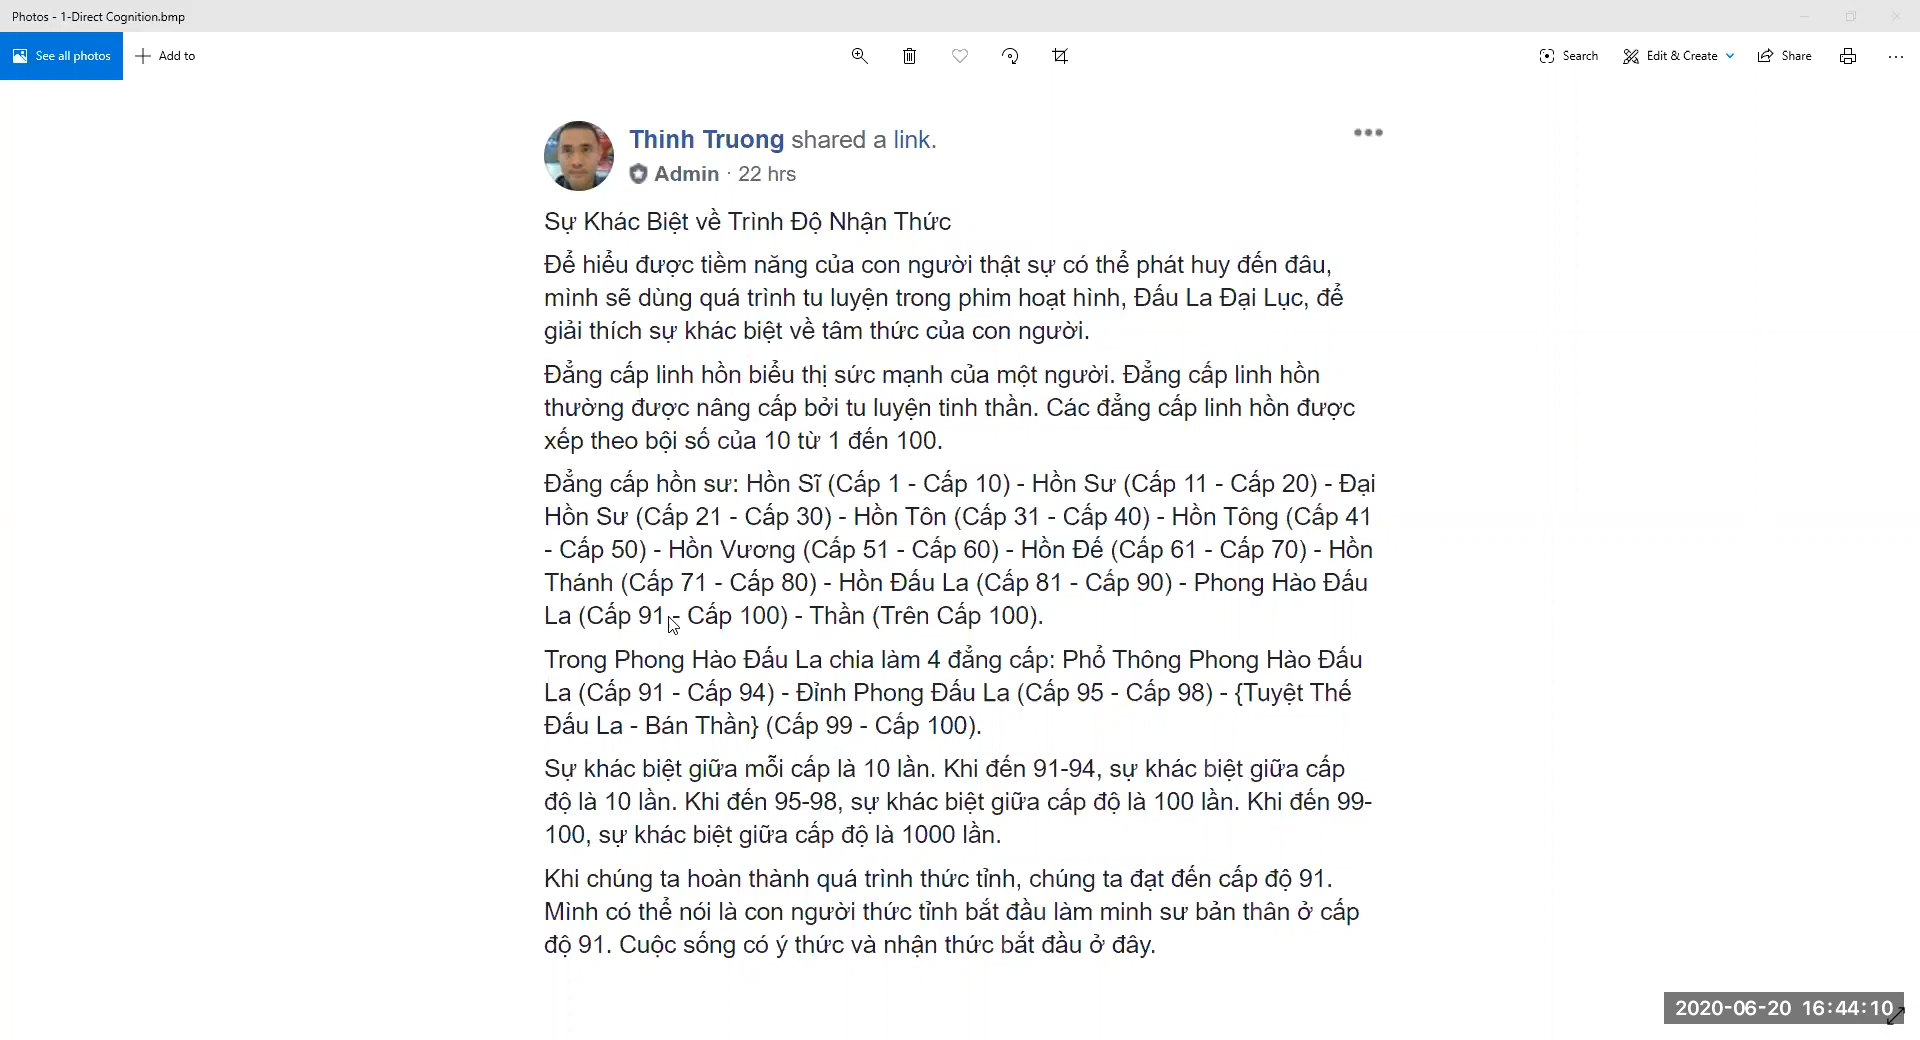 Photos - 1-Direct Cognition.bmp
See all photos
Add to
Search
Edit & Create
Share
Thinh Truong shared a link.
Admin · 22 hrs
Sự Khác Biệt về Trình Độ Nhận Thức
Để hiểu được tiềm năng của con người thật sự có thể phát huy đến đâu,
mình sẽ dùng quá trình tu luyện trong phim hoạt hình, Đấu La Đại Lục, để
giải thích sự khác biệt về tâm thức của con người.
Đẳng cấp linh hồn biểu thị sức mạnh của một người. Đẳng cấp linh hồn
thường được nâng cấp bởi tu luyện tinh thần. Các đẳng cấp linh hồn được
xếp theo bội số của 10 từ 1 đến 100.
Đẳng cấp hồn sư: Hồn Sĩ (Cấp 1 - Cấp 10) - Hồn Sư (Cấp 11 - Cấp 20) - Đại
Hồn Sư (Cấp 21 - Cấp 30) - Hồn Tôn (Cấp 31 - Cấp 40) - Hồn Tông (Cấp 41
- Cấp 50) - Hồn Vương (Cấp 51 - Cấp 60) - Hồn Đế (Cấp 61 - Cấp 70) - Hồn
Thánh (Cấp 71 - Cấp 80) - Hồn Đấu La (Cấp 81 - Cấp 90) - Phong Hào Đấu
La (Cấp 91 - Cấp 100) - Thần (Trên Cấp 100).
Trong Phong Hào Đấu La chia làm 4 đẳng cấp: Phổ Thông Phong Hào Đấu
La (Cấp 91 - Cấp 94) - Đỉnh Phong Đấu La (Cấp 95 - Cấp 98) - {Tuyệt Thế
Đấu La - Bán Thần} (Cấp 99 - Cấp 100).
Sự khác biệt giữa mỗi cấp là 10 lần. Khi đến 91-94, sự khác biệt giữa cấp
độ là 10 lần. Khi đến 95-98, sự khác biệt giữa cấp độ là 100 lần. Khi đến 99-
100, sự khác biệt giữa cấp độ là 1000 lần.
Khi chúng ta hoàn thành quá trình thức tỉnh, chúng ta đạt đến cấp độ 91.
Mình có thể nói là con người thức tỉnh bắt đầu làm minh sư bản thân ở cấp
độ 91. Cuộc sống có ý thức và nhận thức bắt đầu ở đây.
2020-06-20 16:44:10